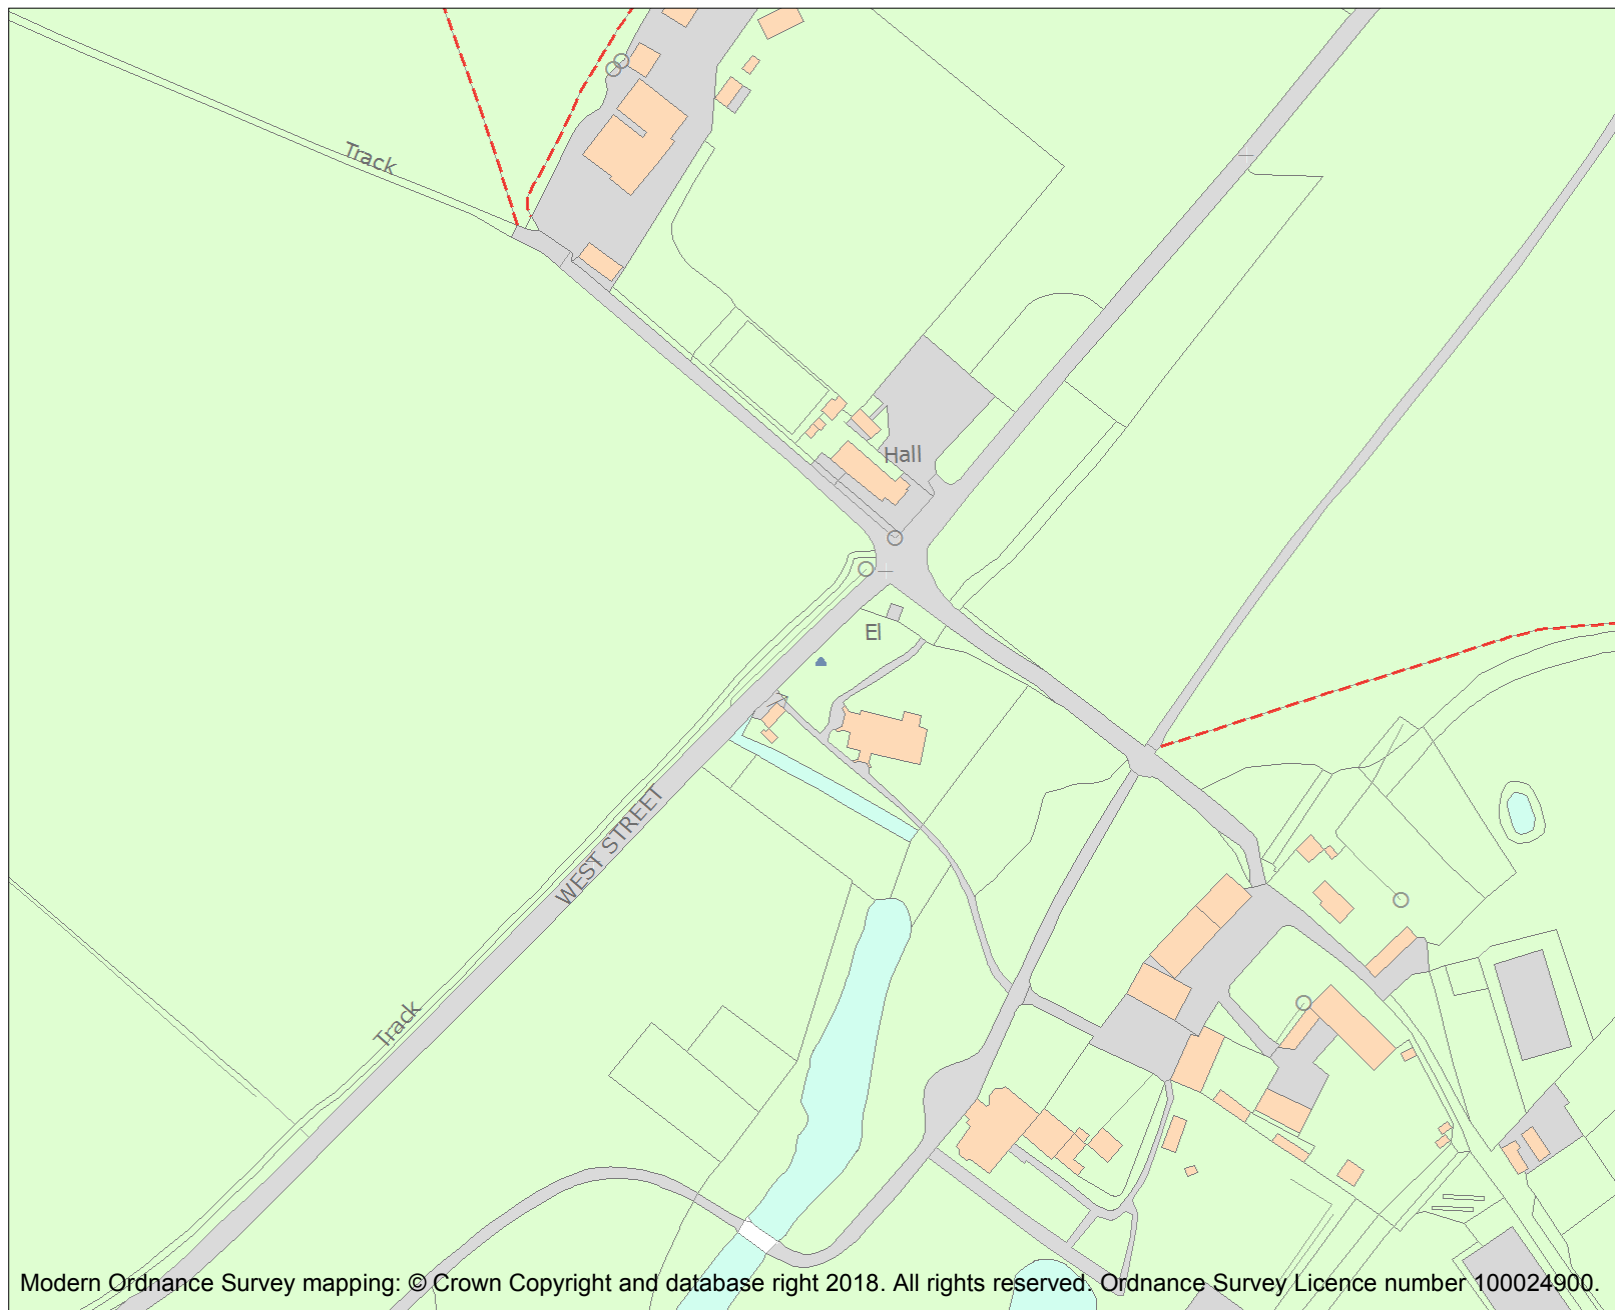 Track
Hall
El
WEST STREET
Track
Modern Ordnance Survey mapping: © Crown Copyright and database right 2018. All rights reserved. Ordnance Survey Licence number 100024900.